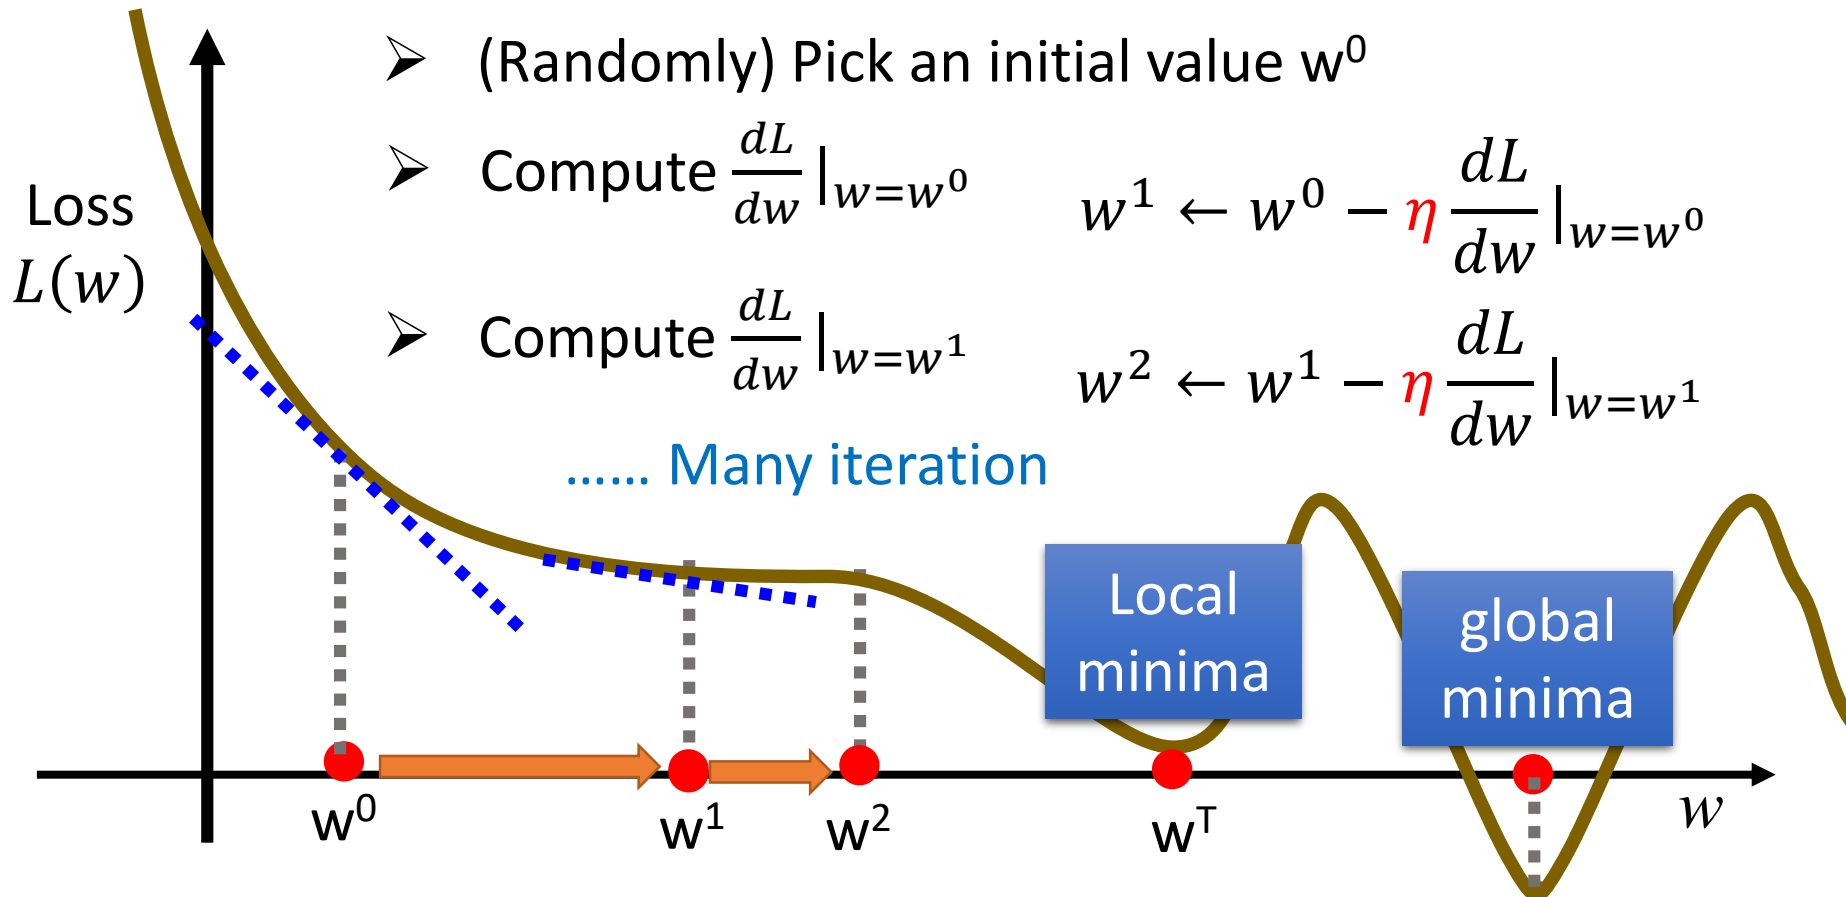 ➢ (Randomly) Pick an initial value w⁰
➢ Compute dL/dw |w=w⁰
w¹ ← w⁰ − η dL/dw |w=w⁰
➢ Compute dL/dw |w=w¹
w² ← w¹ − η dL/dw |w=w¹
...... Many iteration
Loss
L(w)
Local
minima
global
minima
w⁰
w¹
w²
wᵀ
w